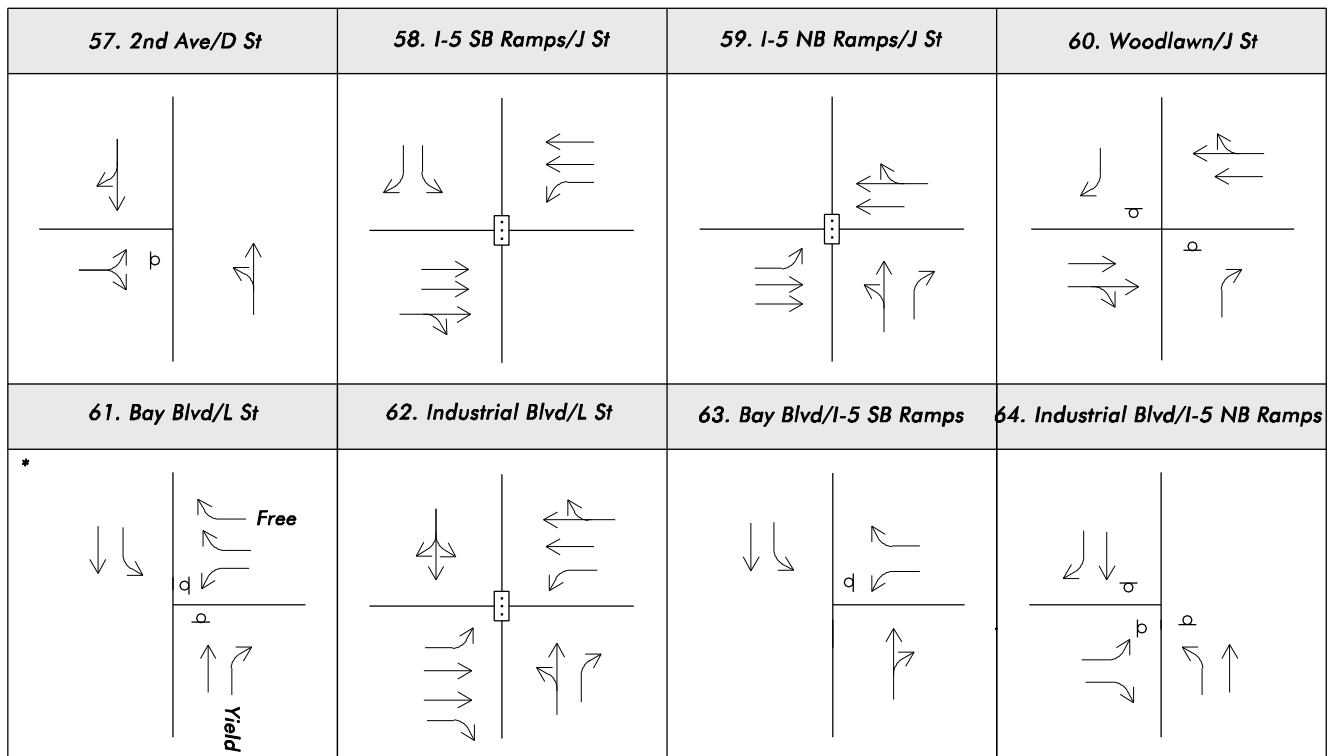 57. 2nd Ave/D St
58. I-5 SB Ramps/J St
59. I-5 NB Ramps/J St
60. Woodlawn/J St
61. Bay Blvd/L St
62. Industrial Blvd/L St
63. Bay Blvd/I-5 SB Ramps
64. Industrial Blvd/I-5 NB Ramps
*
Free
Yield